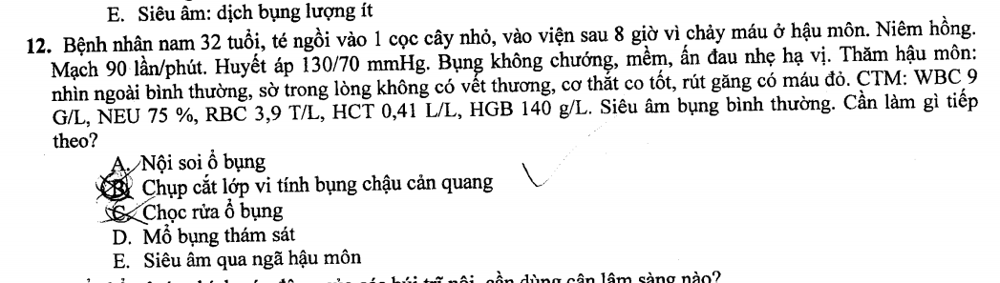 E. Siêu âm: dịch bụng lượng ít
12. Bệnh nhân nam 32 tuổi, té ngồi vào 1 cọc cây nhỏ, vào viện sau 8 giờ vì chảy máu ở hậu môn. Niêm hồng.
Mạch 90 lần/phút. Huyết áp 130/70 mmHg. Bụng không chướng, mềm, ấn đau nhẹ hạ vị. Thăm hậu môn:
nhìn ngoài bình thường, sờ trong lòng không có vết thương, cơ thắt co tốt, rút găng có máu đỏ. CTM: WBC 9
G/L, NEU 75 %, RBC 3,9 T/L, HCT 0,41 L/L, HGB 140 g/L. Siêu âm bụng bình thường. Cần làm gì tiếp
theo?
A. Nội soi ổ bụng
B. Chụp cắt lớp vi tính bụng chậu cản quang
C. Chọc rửa ổ bụng
D. Mổ bụng thám sát
E. Siêu âm qua ngã hậu môn
cần dùng cận lâm sàng nào?